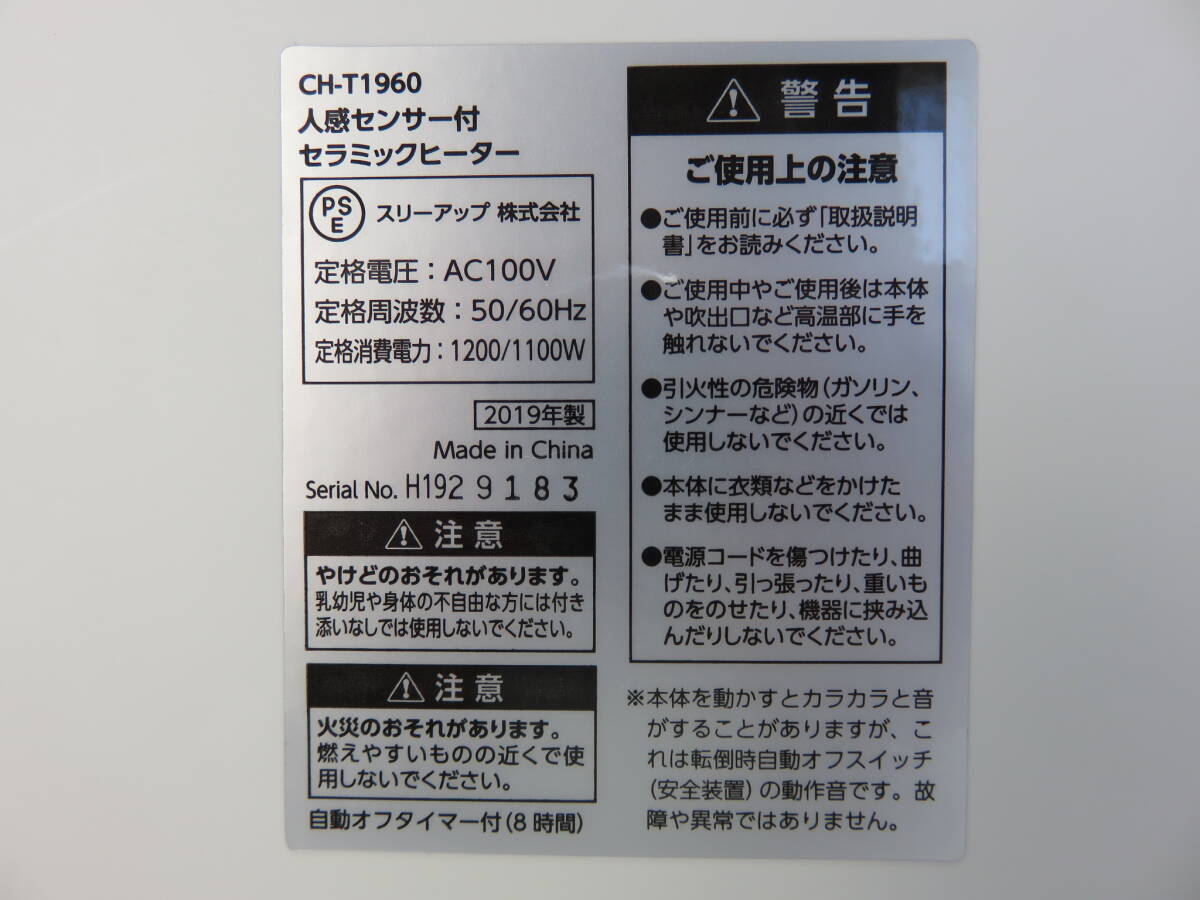 CH-T1960
人感センサー付
セラミックヒーター
PS
E
スリーアップ 株式会社
定格電圧：AC100V
定格周波数：50/60Hz
定格消費電力：1200/1100W
2019年製
Made in China
Serial No. H1929183
⚠ 注意
やけどのおそれがあります。
乳幼児や身体の不自由な方には付き
添いなしでは使用しないでください。
⚠ 注意
火災のおそれがあります。
燃えやすいものの近くで使
用しないでください。
自動オフタイマー付(8時間)
⚠ 警告
ご使用上の注意
●ご使用前に必ず「取扱説明
書」をお読みください。
●ご使用中やご使用後は本体
や吹出口など高温部に手を
触れないでください。
●引火性の危険物(ガソリン、
シンナーなど)の近くでは
使用しないでください。
●本体に衣類などをかけた
まま使用しないでください。
●電源コードを傷つけたり、曲
げたり、引っ張ったり、重いも
のをのせたり、機器に挟み込
んだりしないでください。
※本体を動かすとカラカラと音
がすることがありますが、こ
れは転倒時自動オフスイッチ
(安全装置)の動作音です。故
障や異常ではありません。